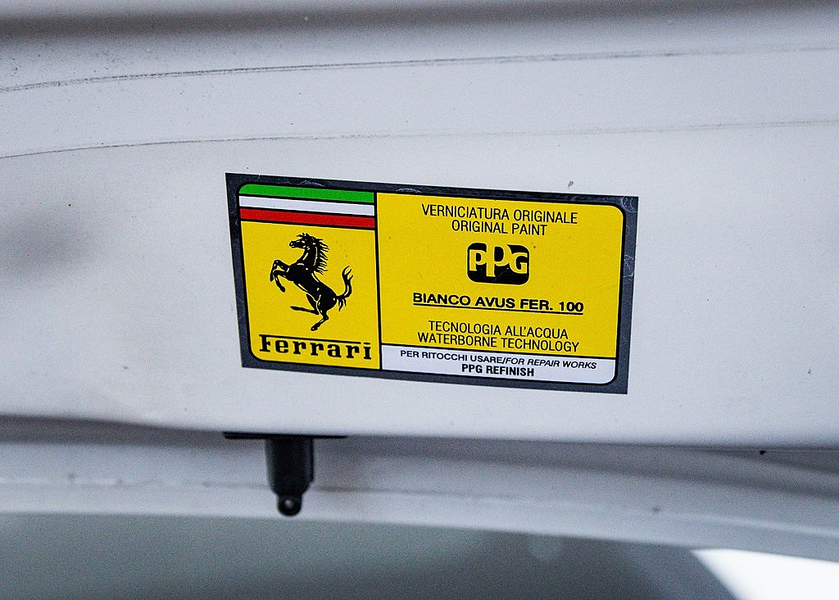 Ferrari
VERNICIATURA ORIGINALE
ORIGINAL PAINT
PPG
BIANCO AVUS FER. 100
TECNOLOGIA ALL'ACQUA
WATERBORNE TECHNOLOGY
PER RITOCCHI USARE/FOR REPAIR WORKS
PPG REFINISH